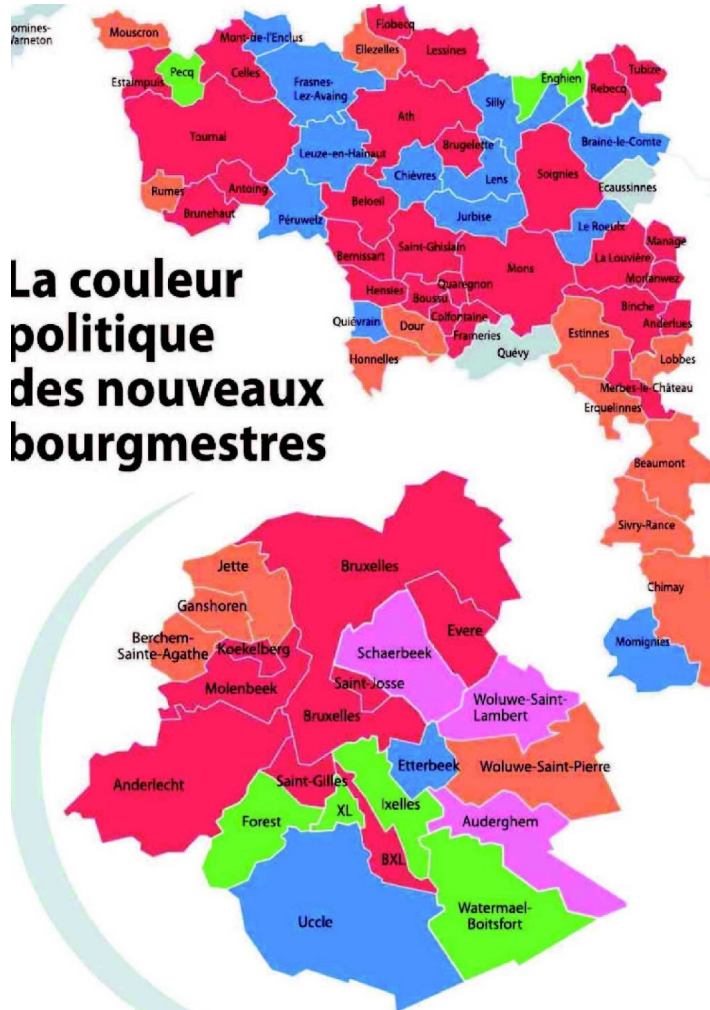 omines-
Warneton
Mouscron
Mont-de-l'Enclus
Flobecq
Ellezelles
Lessines
Estaimpuis
Pecq
Celles
Frasnes-
Lez-Avaing
Silly
Enghien
Rebecq
Tubize
Tournai
Ath
Brugelette
Braine-le-Comte
Leuze-en-Hainaut
Chièvres
Lens
Soignies
Ecaussinnes
Rumes
Antoing
Brunehaut
Péruwelz
Beloeil
Jurbise
Le Roeulx
Bernissart
Saint-Ghislain
Mons
La Louvière
Manage
Morlanwez
Hensies
Quaregnon
Boussu
Colfontaine
Binche
Anderlues
Quiévrain
Dour
Frameries
Estinnes
Honnelles
Quévy
Lobbes
Merbes-le-Château
Erquelinnes
Beaumont
Sivry-Rance
Chimay
Momignies
La couleur
politique
des nouveaux
bourgmestres
Jette
Bruxelles
Ganshoren
Berchem-
Sainte-Agathe
Koekelberg
Schaerbeek
Evere
Molenbeek
Saint-Josse
Woluwe-Saint-
Lambert
Bruxelles
Anderlecht
Saint-Gilles
Etterbeek
Woluwe-Saint-Pierre
Forest
XL
Ixelles
Auderghem
BXL
Uccle
Watermael-
Boitsfort